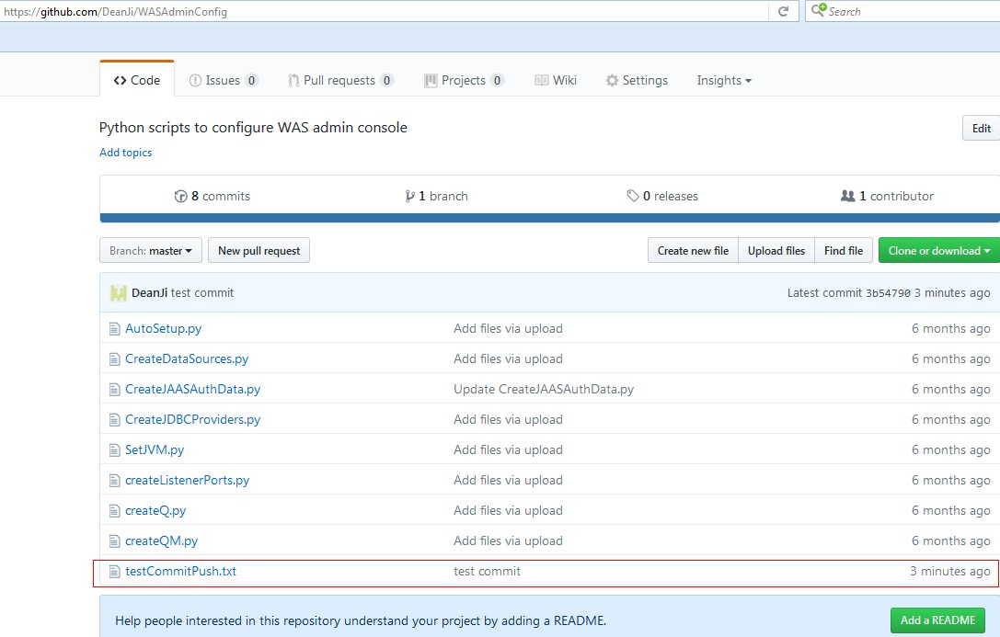 https://github.com/DeanJi/WASAdminConfig Search
Code Issues 0 Pull requests 0 Projects 0 Wiki Settings Insights
Python scripts to configure WAS admin console Edit
Add topics
8 commits 1 branch 0 releases 1 contributor
Branch: master New pull request Create new file Upload files Find file Clone or download
DeanJi test commit Latest commit 3b54790 3 minutes ago
AutoSetup.py Add files via upload 6 months ago
CreateDataSources.py Add files via upload 6 months ago
CreateJAASAuthData.py Update CreateJAASAuthData.py 6 months ago
CreateJDBCProviders.py Add files via upload 6 months ago
SetJVM.py Add files via upload 6 months ago
createListenerPorts.py Add files via upload 6 months ago
createQ.py Add files via upload 6 months ago
createQM.py Add files via upload 6 months ago
testCommitPush.txt test commit 3 minutes ago
Help people interested in this repository understand your project by adding a README. Add a README